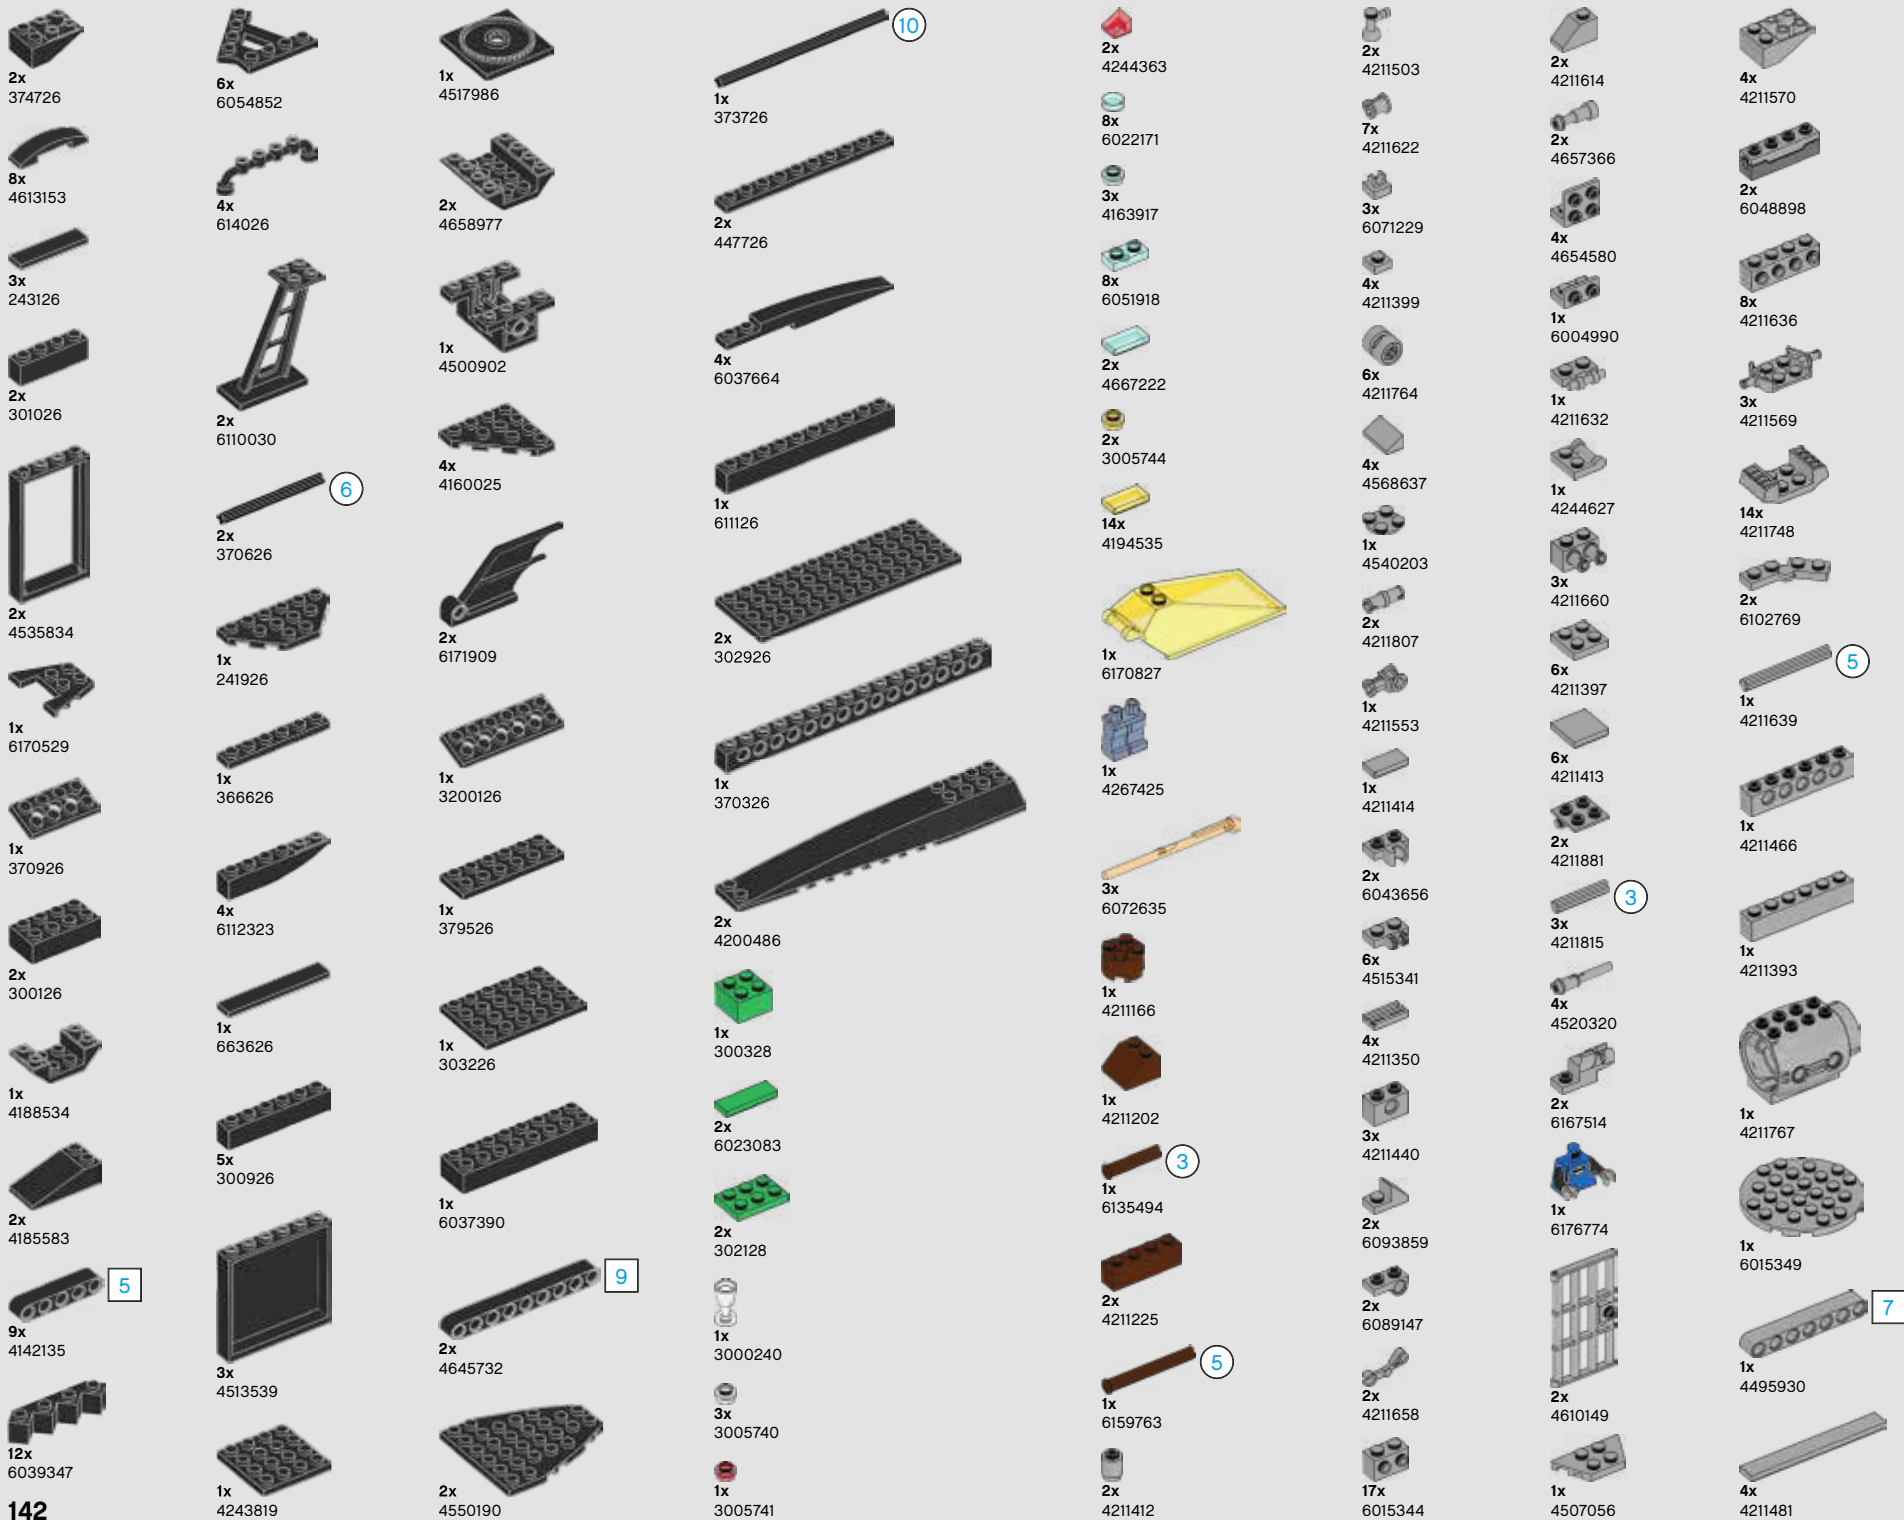 2x
374726
8x
4613153
3x
243126
2x
301026
2x
4535834
1x
6170529
1x
370926
2x
300126
1x
4188534
2x
4185583
5
9x
4142135
12x
6039347
142
6x
6054852
4x
614026
2x
6110030
6
2x
370626
1x
241926
1x
366626
4x
6112323
1x
663626
5x
300926
3x
4513539
1x
4243819
1x
4517986
2x
4658977
1x
4500902
4x
4160025
2x
6171909
1x
3200126
1x
379526
1x
303226
1x
6037390
9
2x
4645732
2x
4550190
10
1x
373726
2x
447726
4x
6037664
1x
611126
2x
302926
1x
370326
2x
4200486
1x
300328
2x
6023083
2x
302128
1x
3000240
3x
3005740
1x
3005741
2x
4244363
8x
6022171
3x
4163917
8x
6051918
2x
4667222
2x
3005744
14x
4194535
1x
6170827
1x
4267425
3x
6072635
1x
4211166
1x
4211202
3
1x
6135494
2x
4211225
5
1x
6159763
2x
4211412
2x
4211503
7x
4211622
3x
6071229
4x
4211399
6x
4211764
4x
4568637
1x
4540203
2x
4211807
1x
4211553
1x
4211414
2x
6043656
6x
4515341
4x
4211350
3x
4211440
2x
6093859
2x
6089147
2x
4211658
17x
6015344
2x
4211614
2x
4657366
4x
4654580
1x
6004990
1x
4211632
1x
4244627
3x
4211660
6x
4211397
6x
4211413
2x
4211881
3
3x
4211815
4x
4520320
2x
6167514
1x
6176774
2x
4610149
1x
4507056
4x
4211570
2x
6048898
8x
4211636
3x
4211569
14x
4211748
2x
6102769
5
1x
4211639
1x
4211466
1x
4211393
1x
4211767
1x
6015349
7
1x
4495930
4x
4211481